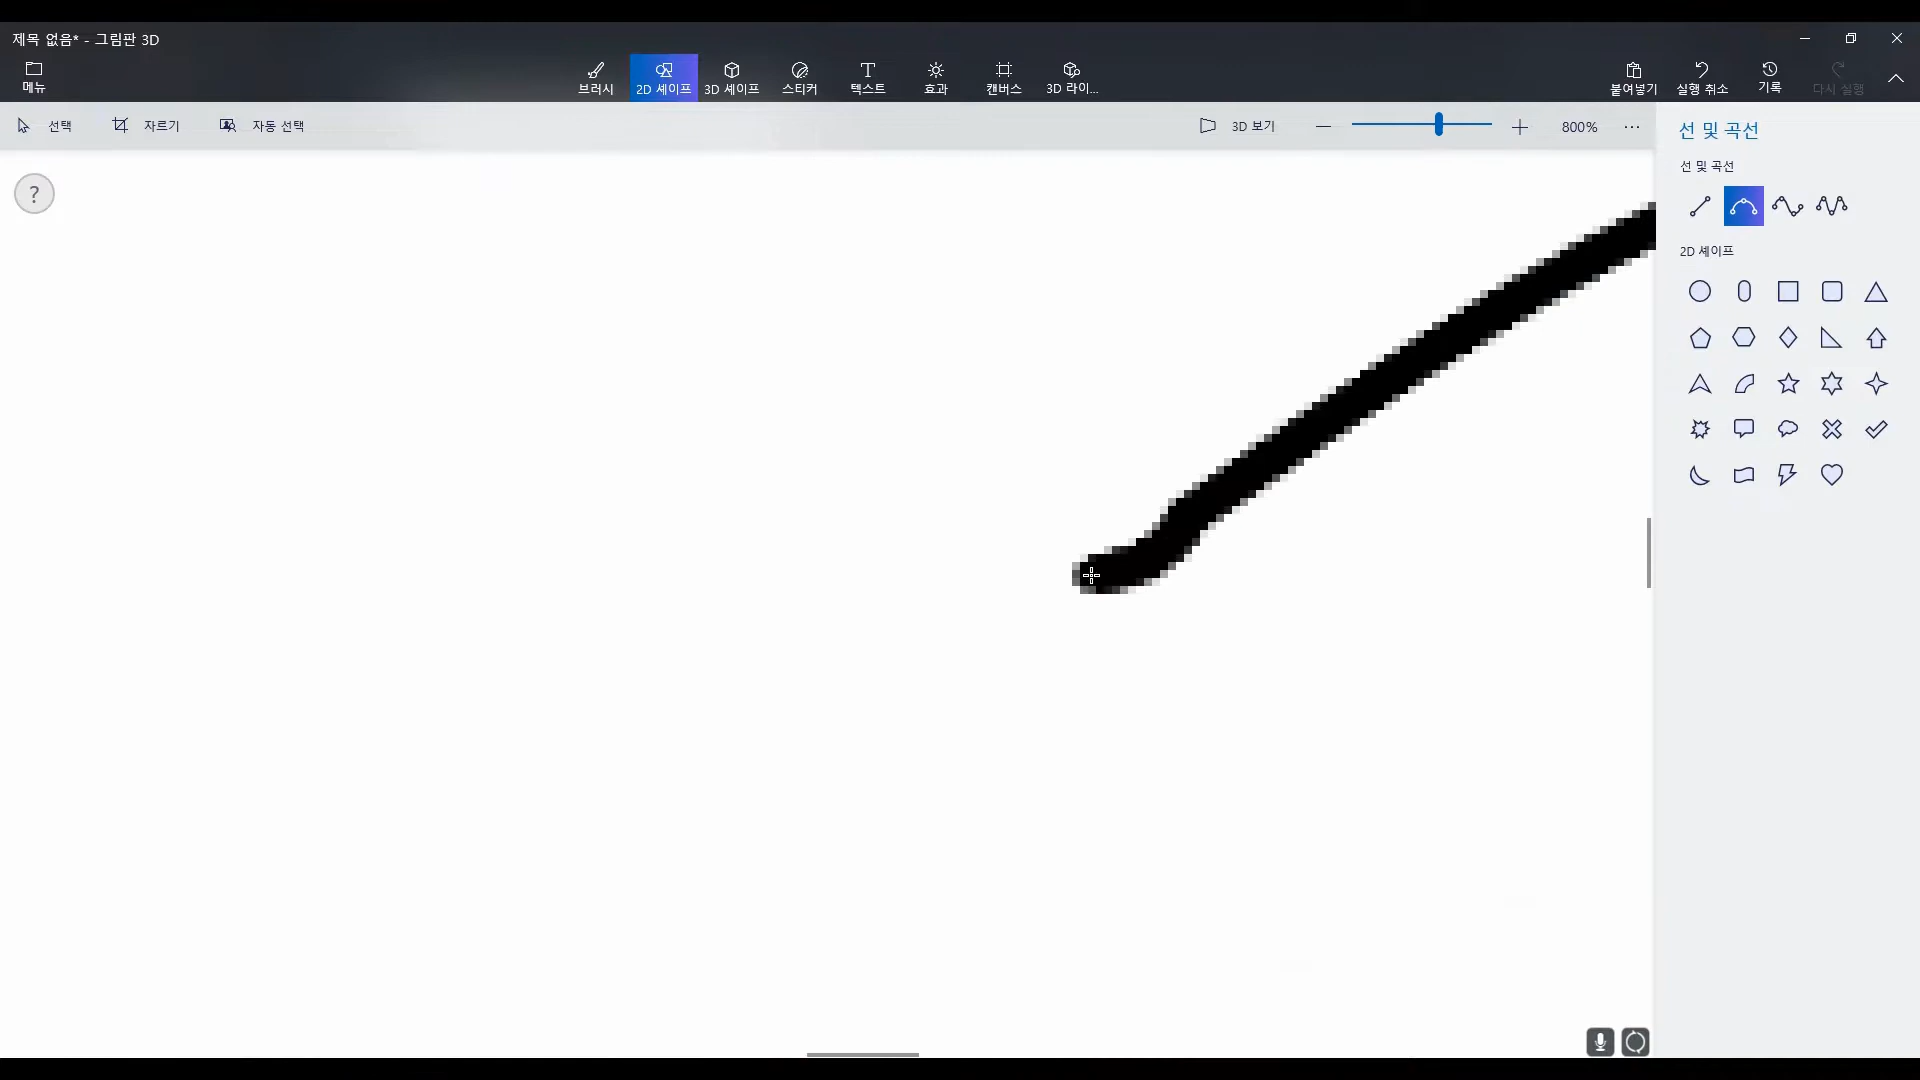 제목 없음* - 그림판 3D
메뉴
브러시
2D 셰이프
3D 셰이프
스티커
텍스트
효과
캔버스
3D 라이...
붙여넣기
실행 취소
기록
다시 실행
선택
자르기
자동 선택
3D 보기
800%
...
선 및 곡선
선 및 곡선
2D 셰이프
?